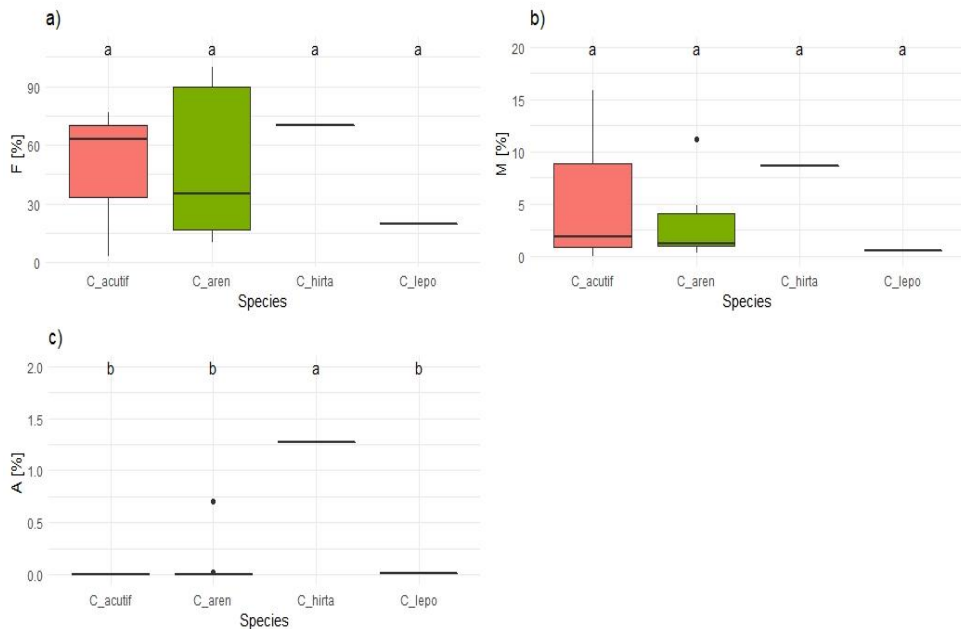 a)
a a a a
90
60
30
0
F [%]
C_acutif C_aren C_hirta C_lepo
Species
b)
a a a a
20
15
10
5
0
M [%]
C_acutif C_aren C_hirta C_lepo
Species
c)
b b a b
2.0
1.5
1.0
0.5
0.0
A [%]
C_acutif C_aren C_hirta C_lepo
Species